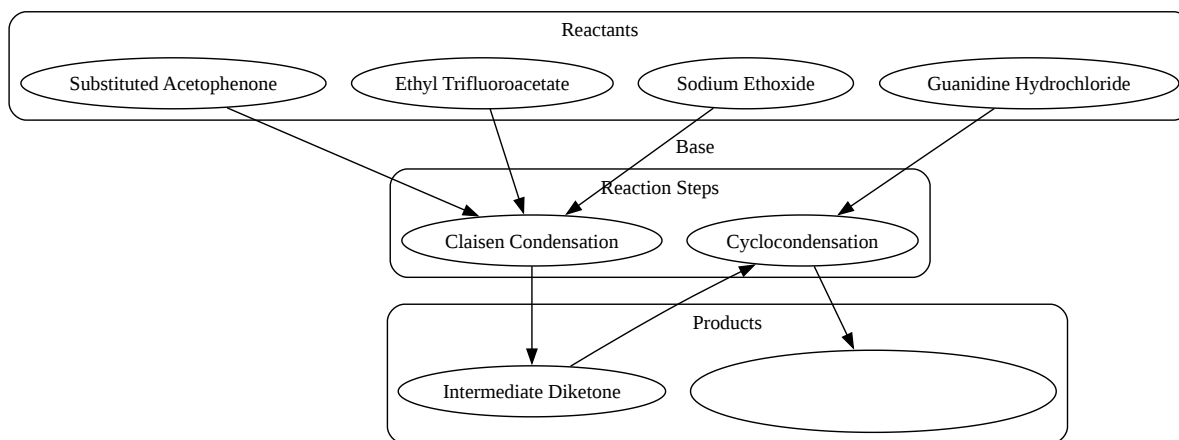 Reactants
Substituted Acetophenone
Ethyl Trifluoroacetate
Sodium Ethoxide
Guanidine Hydrochloride
Base
Reaction Steps
Claisen Condensation
Cyclocondensation
Products
Intermediate Diketone